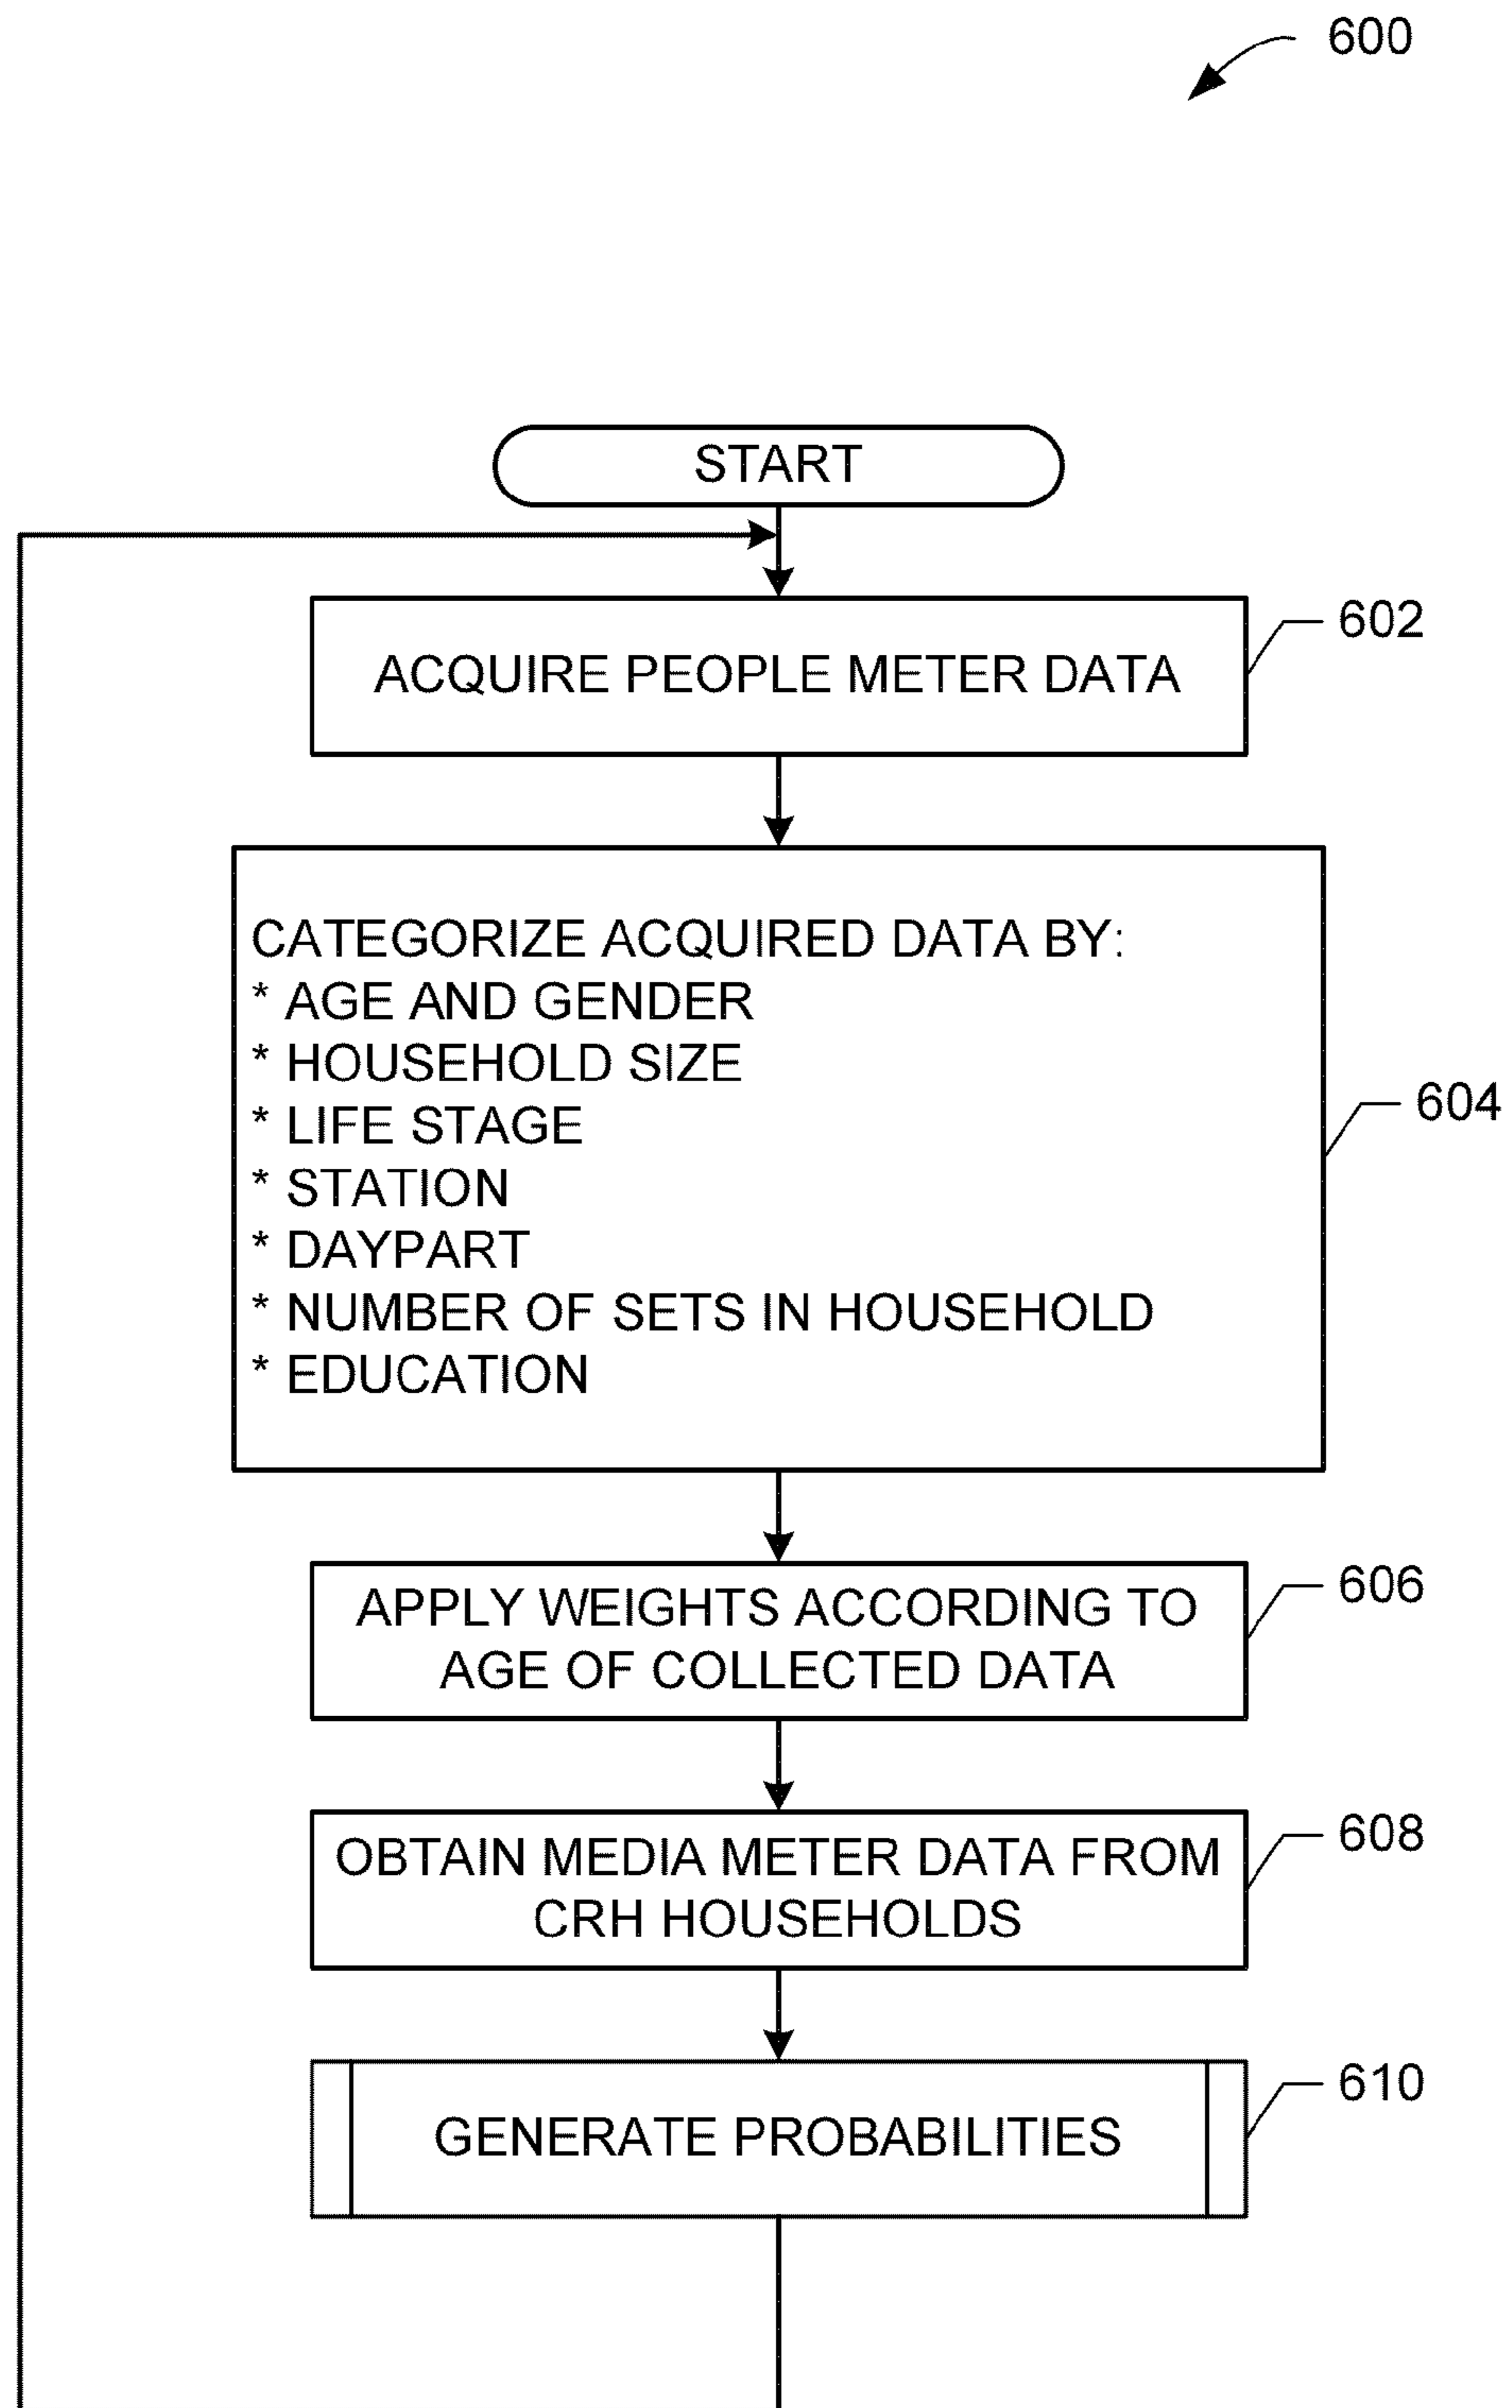 600
START
ACQUIRE PEOPLE METER DATA
602
CATEGORIZE ACQUIRED DATA BY:
* AGE AND GENDER
* HOUSEHOLD SIZE
* LIFE STAGE
* STATION
* DAYPART
* NUMBER OF SETS IN HOUSEHOLD
* EDUCATION
604
APPLY WEIGHTS ACCORDING TO
AGE OF COLLECTED DATA
606
OBTAIN MEDIA METER DATA FROM
CRH HOUSEHOLDS
608
GENERATE PROBABILITIES
610